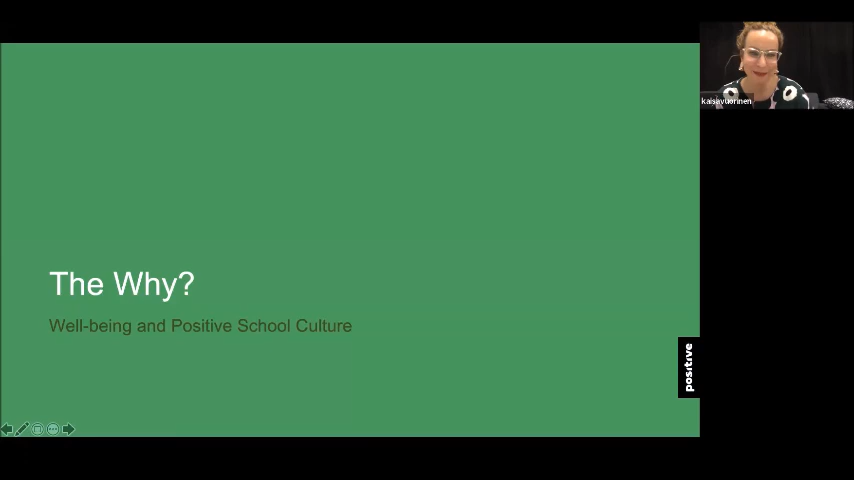 kaisavuorinen
The Why?
Well-being and Positive School Culture
positive